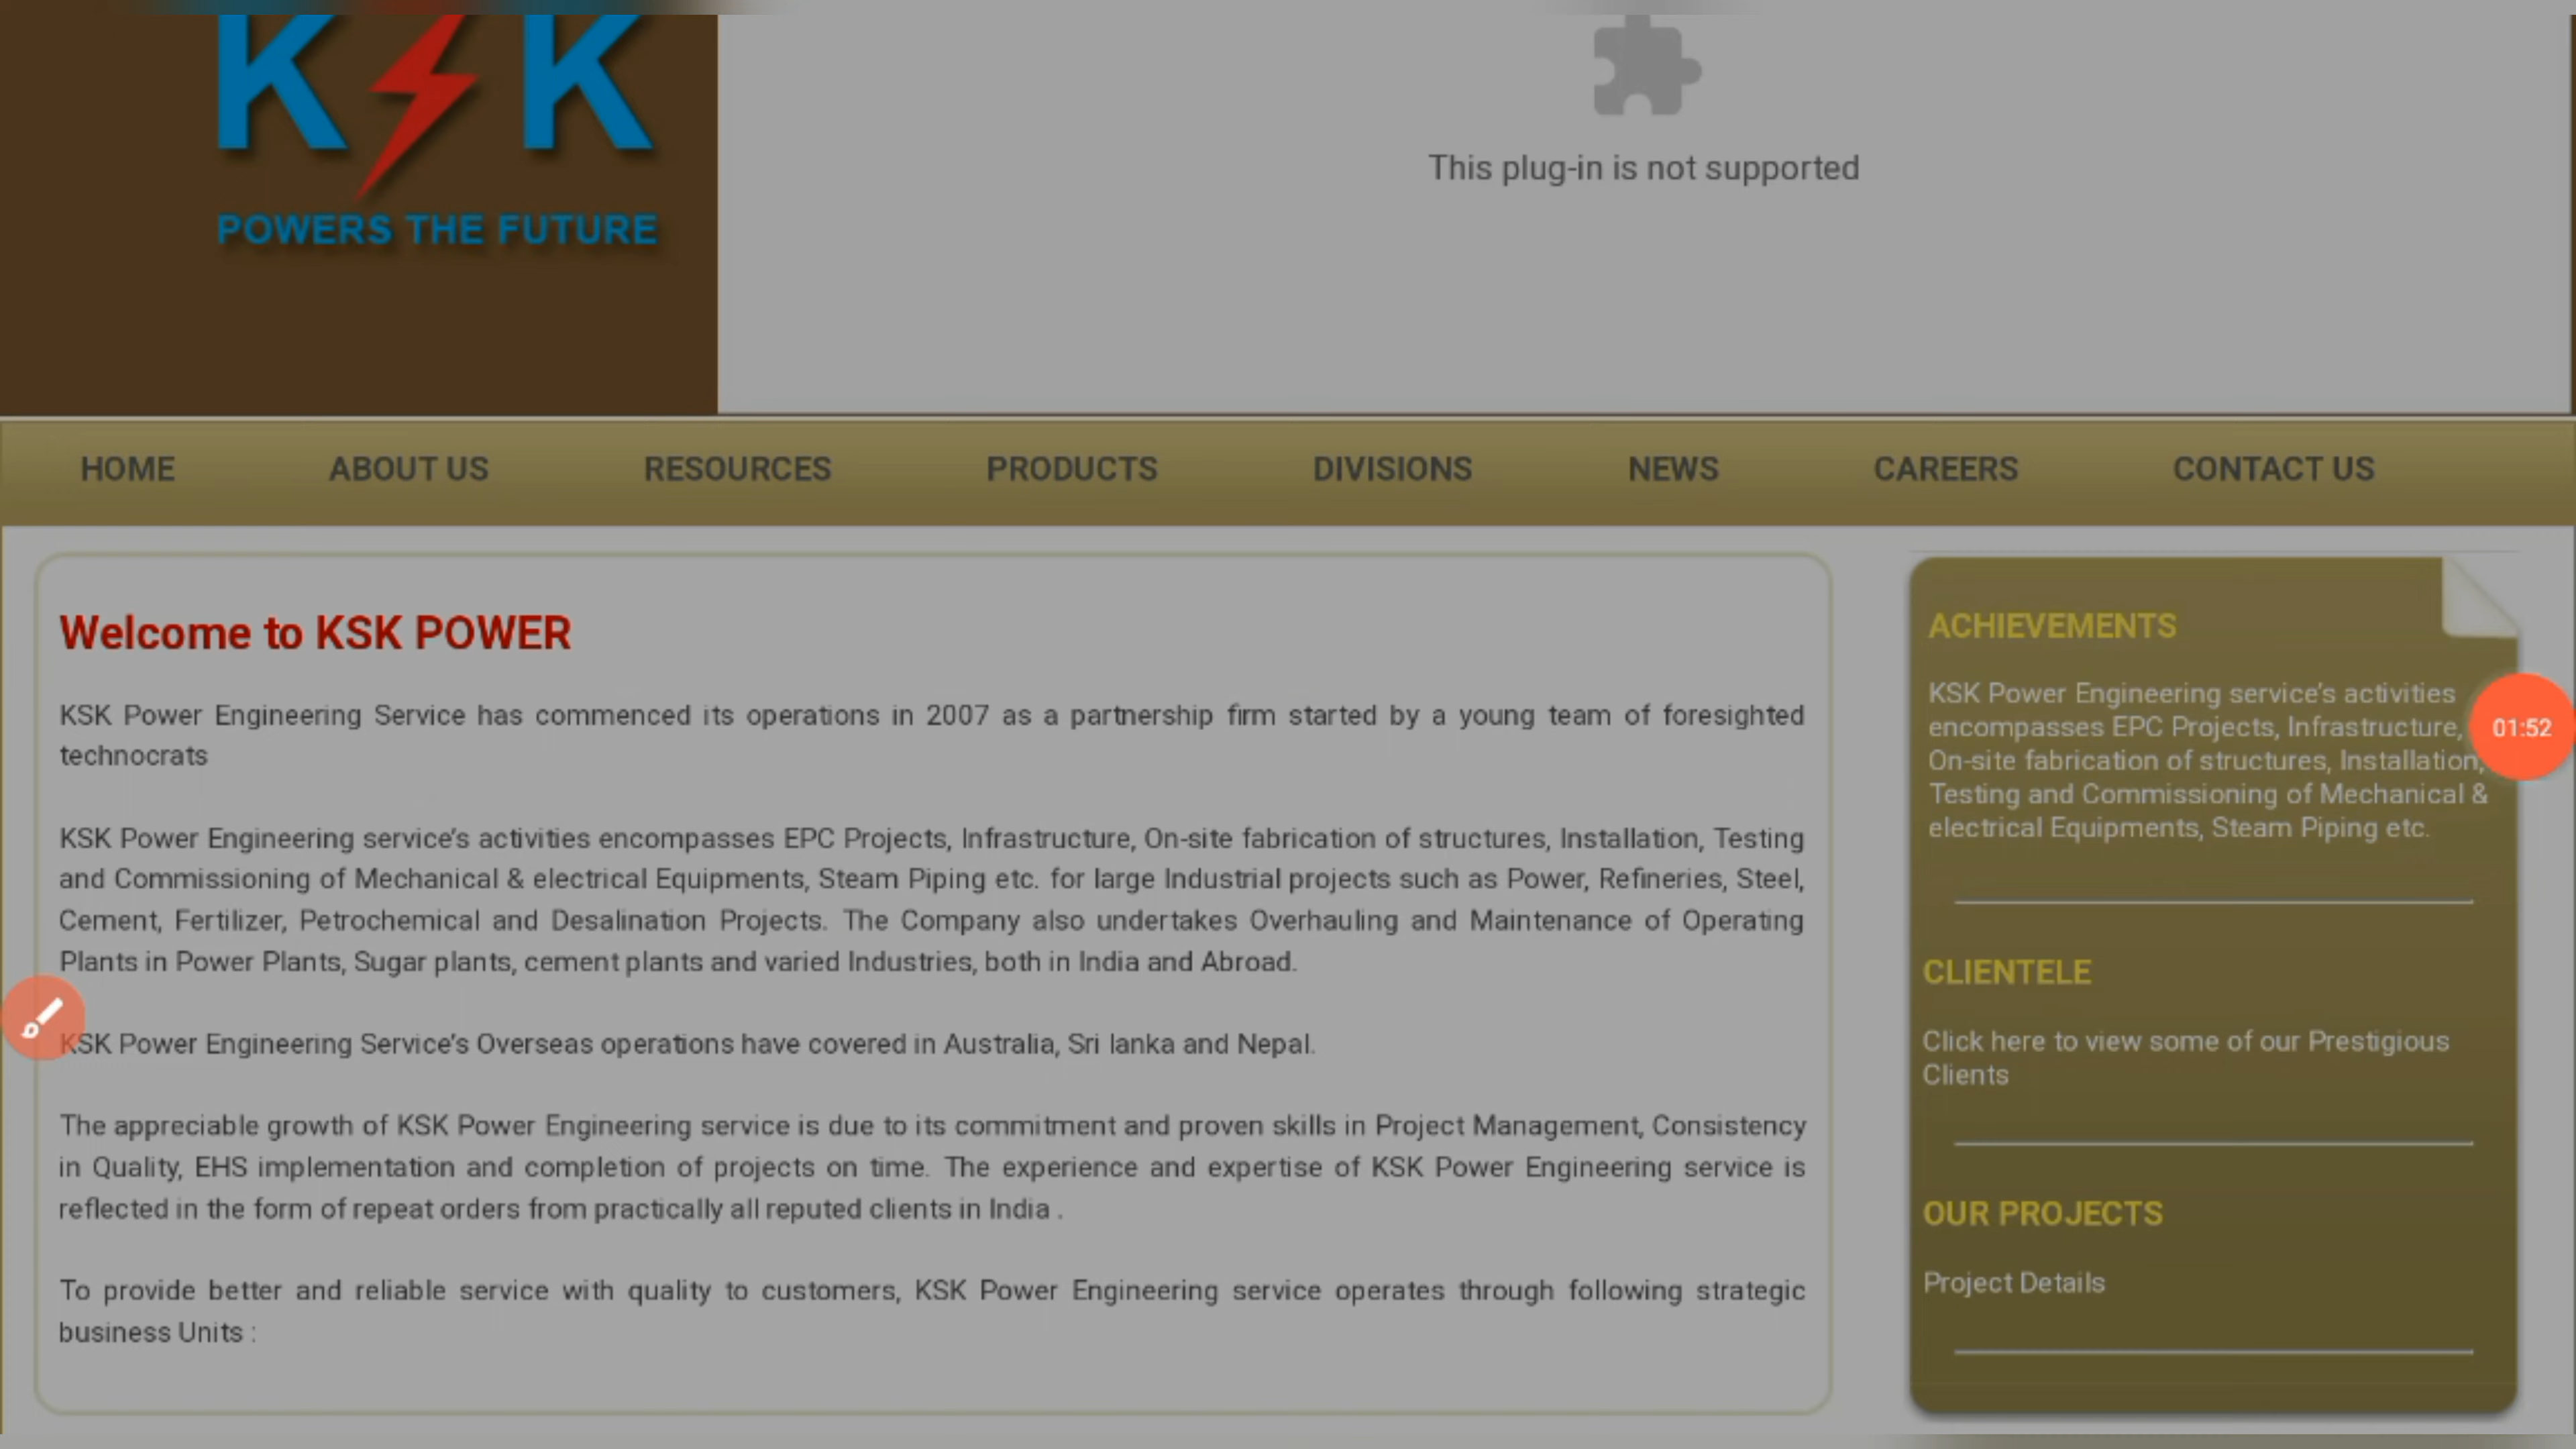 K K
POWERS THE FUTURE
This plug-in is not supported
HOME ABOUT US RESOURCES PRODUCTS DIVISIONS NEWS CAREERS CONTACT US
Welcome to KSK POWER
KSK Power Engineering Service has commenced its operations in 2007 as a partnership firm started by a young team of foresighted
technocrats
KSK Power Engineering service's activities encompasses EPC Projects, Infrastructure, On-site fabrication of structures, Installation, Testing
and Commissioning of Mechanical & electrical Equipments, Steam Piping etc. for large Industrial projects such as Power, Refineries, Steel,
Cement, Fertilizer, Petrochemical and Desalination Projects. The Company also undertakes Overhauling and Maintenance of Operating
Plants in Power Plants, Sugar plants, cement plants and varied Industries, both in India and Abroad.
KSK Power Engineering Service's Overseas operations have covered in Australia, Sri lanka and Nepal.
The appreciable growth of KSK Power Engineering service is due to its commitment and proven skills in Project Management, Consistency
in Quality, EHS implementation and completion of projects on time. The experience and expertise of KSK Power Engineering service is
reflected in the form of repeat orders from practically all reputed clients in India .
To provide better and reliable service with quality to customers, KSK Power Engineering service operates through following strategic
business Units :
ACHIEVEMENTS
KSK Power Engineering service's activities
encompasses EPC Projects, Infrastructure,
On-site fabrication of structures, Installation,
Testing and Commissioning of Mechanical &
electrical Equipments, Steam Piping etc.
01:52
CLIENTELE
Click here to view some of our Prestigious
Clients
OUR PROJECTS
Project Details